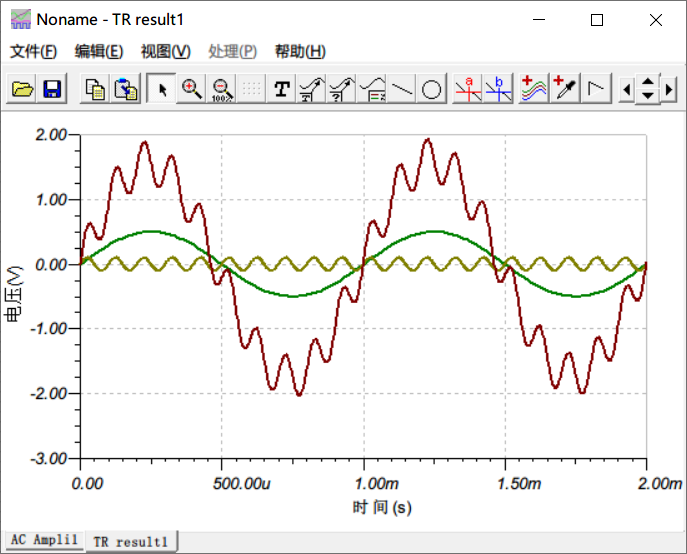 Noname - TR result1
文件(F) 编辑(E) 视图(V) 处理(P) 帮助(H)
100% T T ? a b
2.00
1.00
0.00
-1.00
-2.00
-3.00
电压(V)
0.00 500.00u 1.00m 1.50m 2.00m
时间(s)
AC Ampli1 TR result1